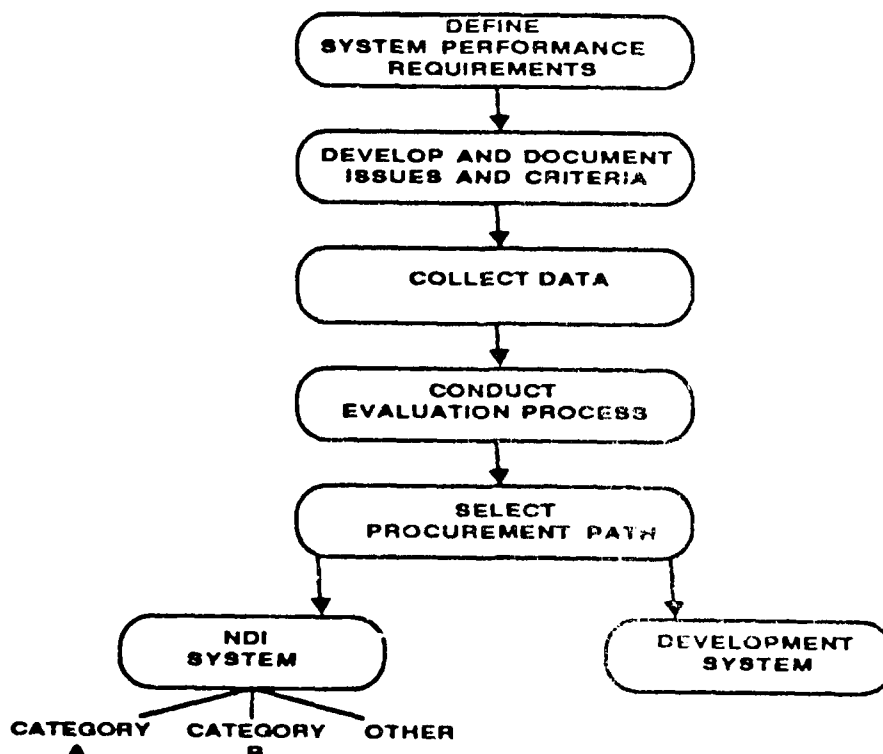 DEFINE
SYSTEM PERFORMANCE
REQUIREMENTS
DEVELOP AND DOCUMENT
ISSUES AND CRITERIA
COLLECT DATA
CONDUCT
EVALUATION PROCESS
SELECT
PROCUREMENT PATH
NDI
SYSTEM
DEVELOPMENT
SYSTEM
CATEGORY CATEGORY OTHER
A B